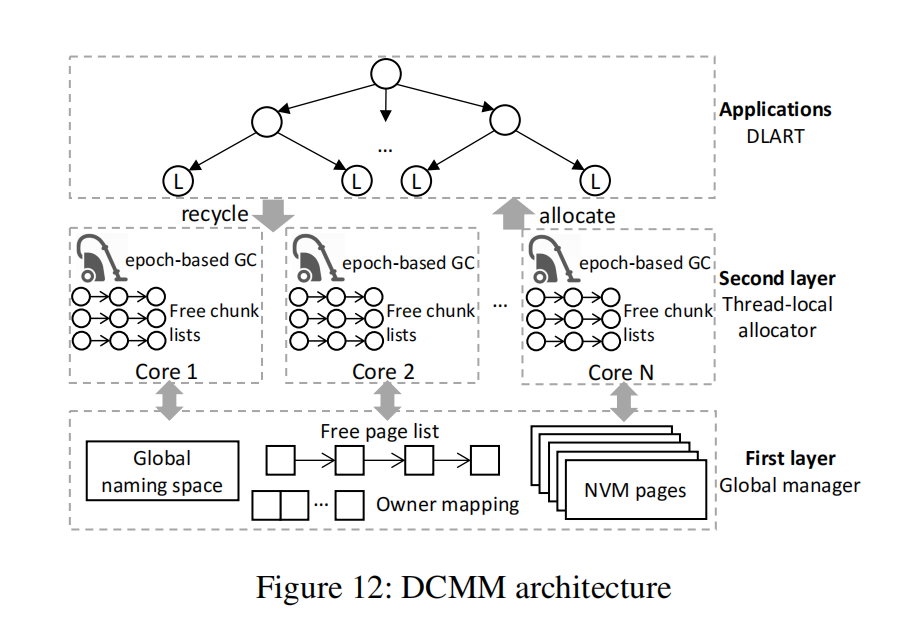 Applications
DLART
...
L
L
L
L
recycle
allocate
epoch-based GC
Free chunk
lists
Core 1
epoch-based GC
Free chunk
lists
Core 2
...
epoch-based GC
Free chunk
lists
Core N
Second layer
Thread-local
allocator
Global
naming space
Free page list
... Owner mapping
NVM pages
First layer
Global manager
Figure 12: DCMM architecture